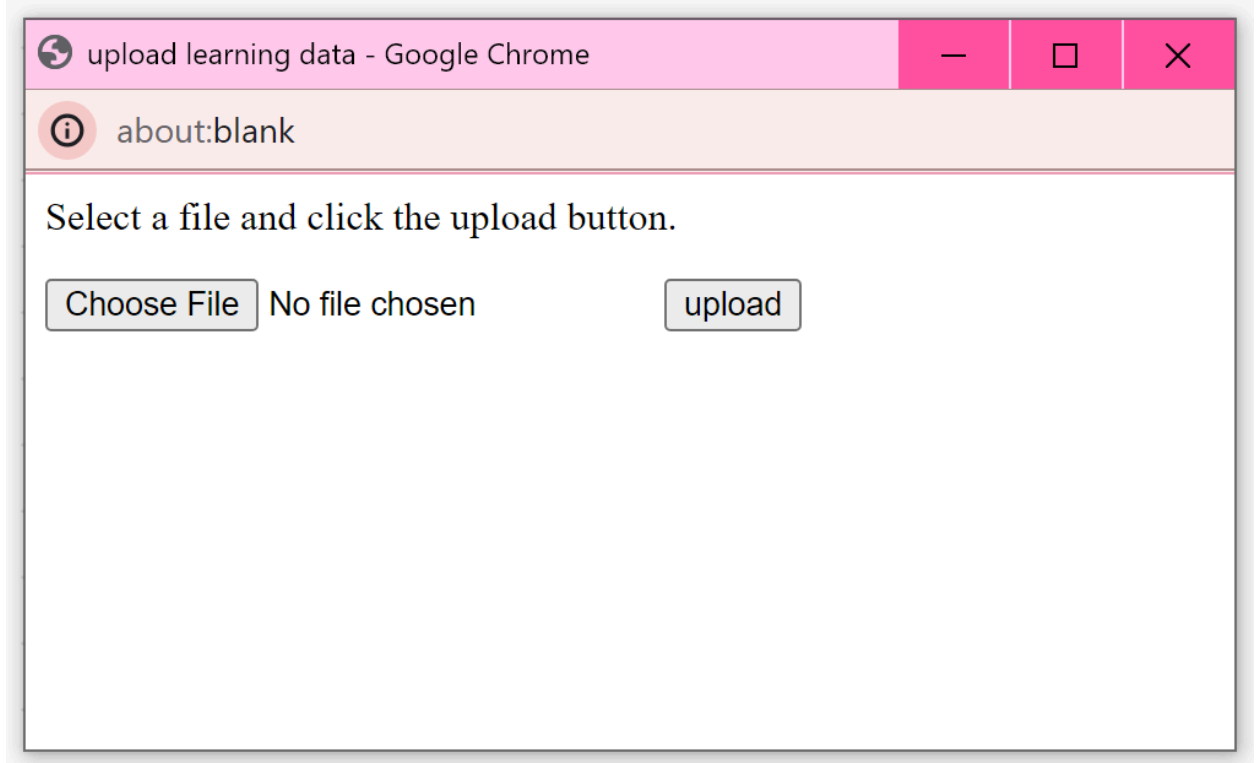 upload learning data - Google Chrome
about:blank
Select a file and click the upload button.
Choose File No file chosen upload